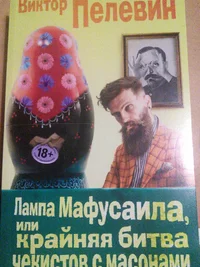 Виктор
Пелевин
18+
Лампа Мафусаила,
или
крайняя битва
чекистов с масонами